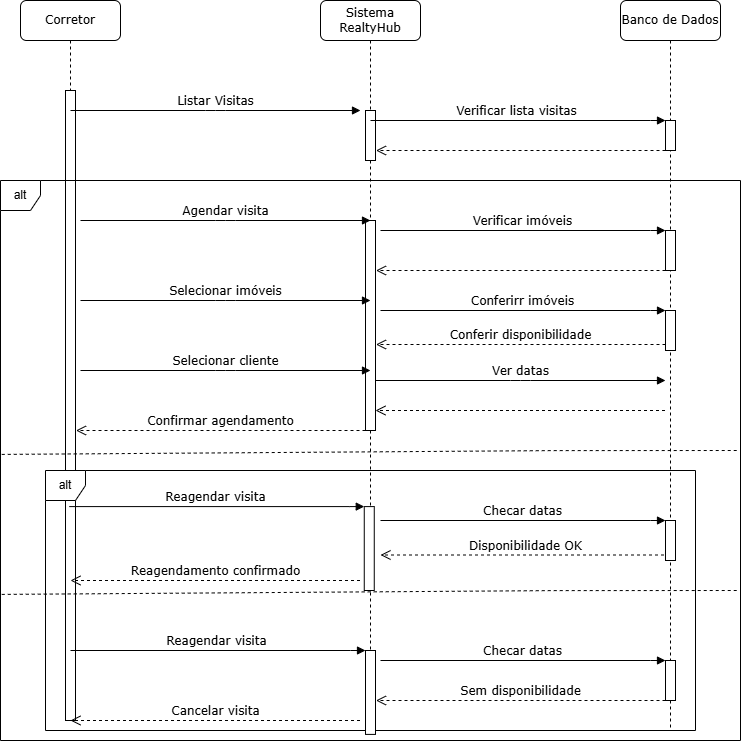 Corretor
Sistema
RealtyHub
Banco de Dados
Listar Visitas
Verificar lista visitas
alt
Agendar visita
Verificar imóveis
Selecionar imóveis
Conferirr imóveis
Conferir disponibilidade
Selecionar cliente
Ver datas
Confirmar agendamento
alt
Reagendar visita
Checar datas
Disponibilidade OK
Reagendamento confirmado
Reagendar visita
Checar datas
Sem disponibilidade
Cancelar visita